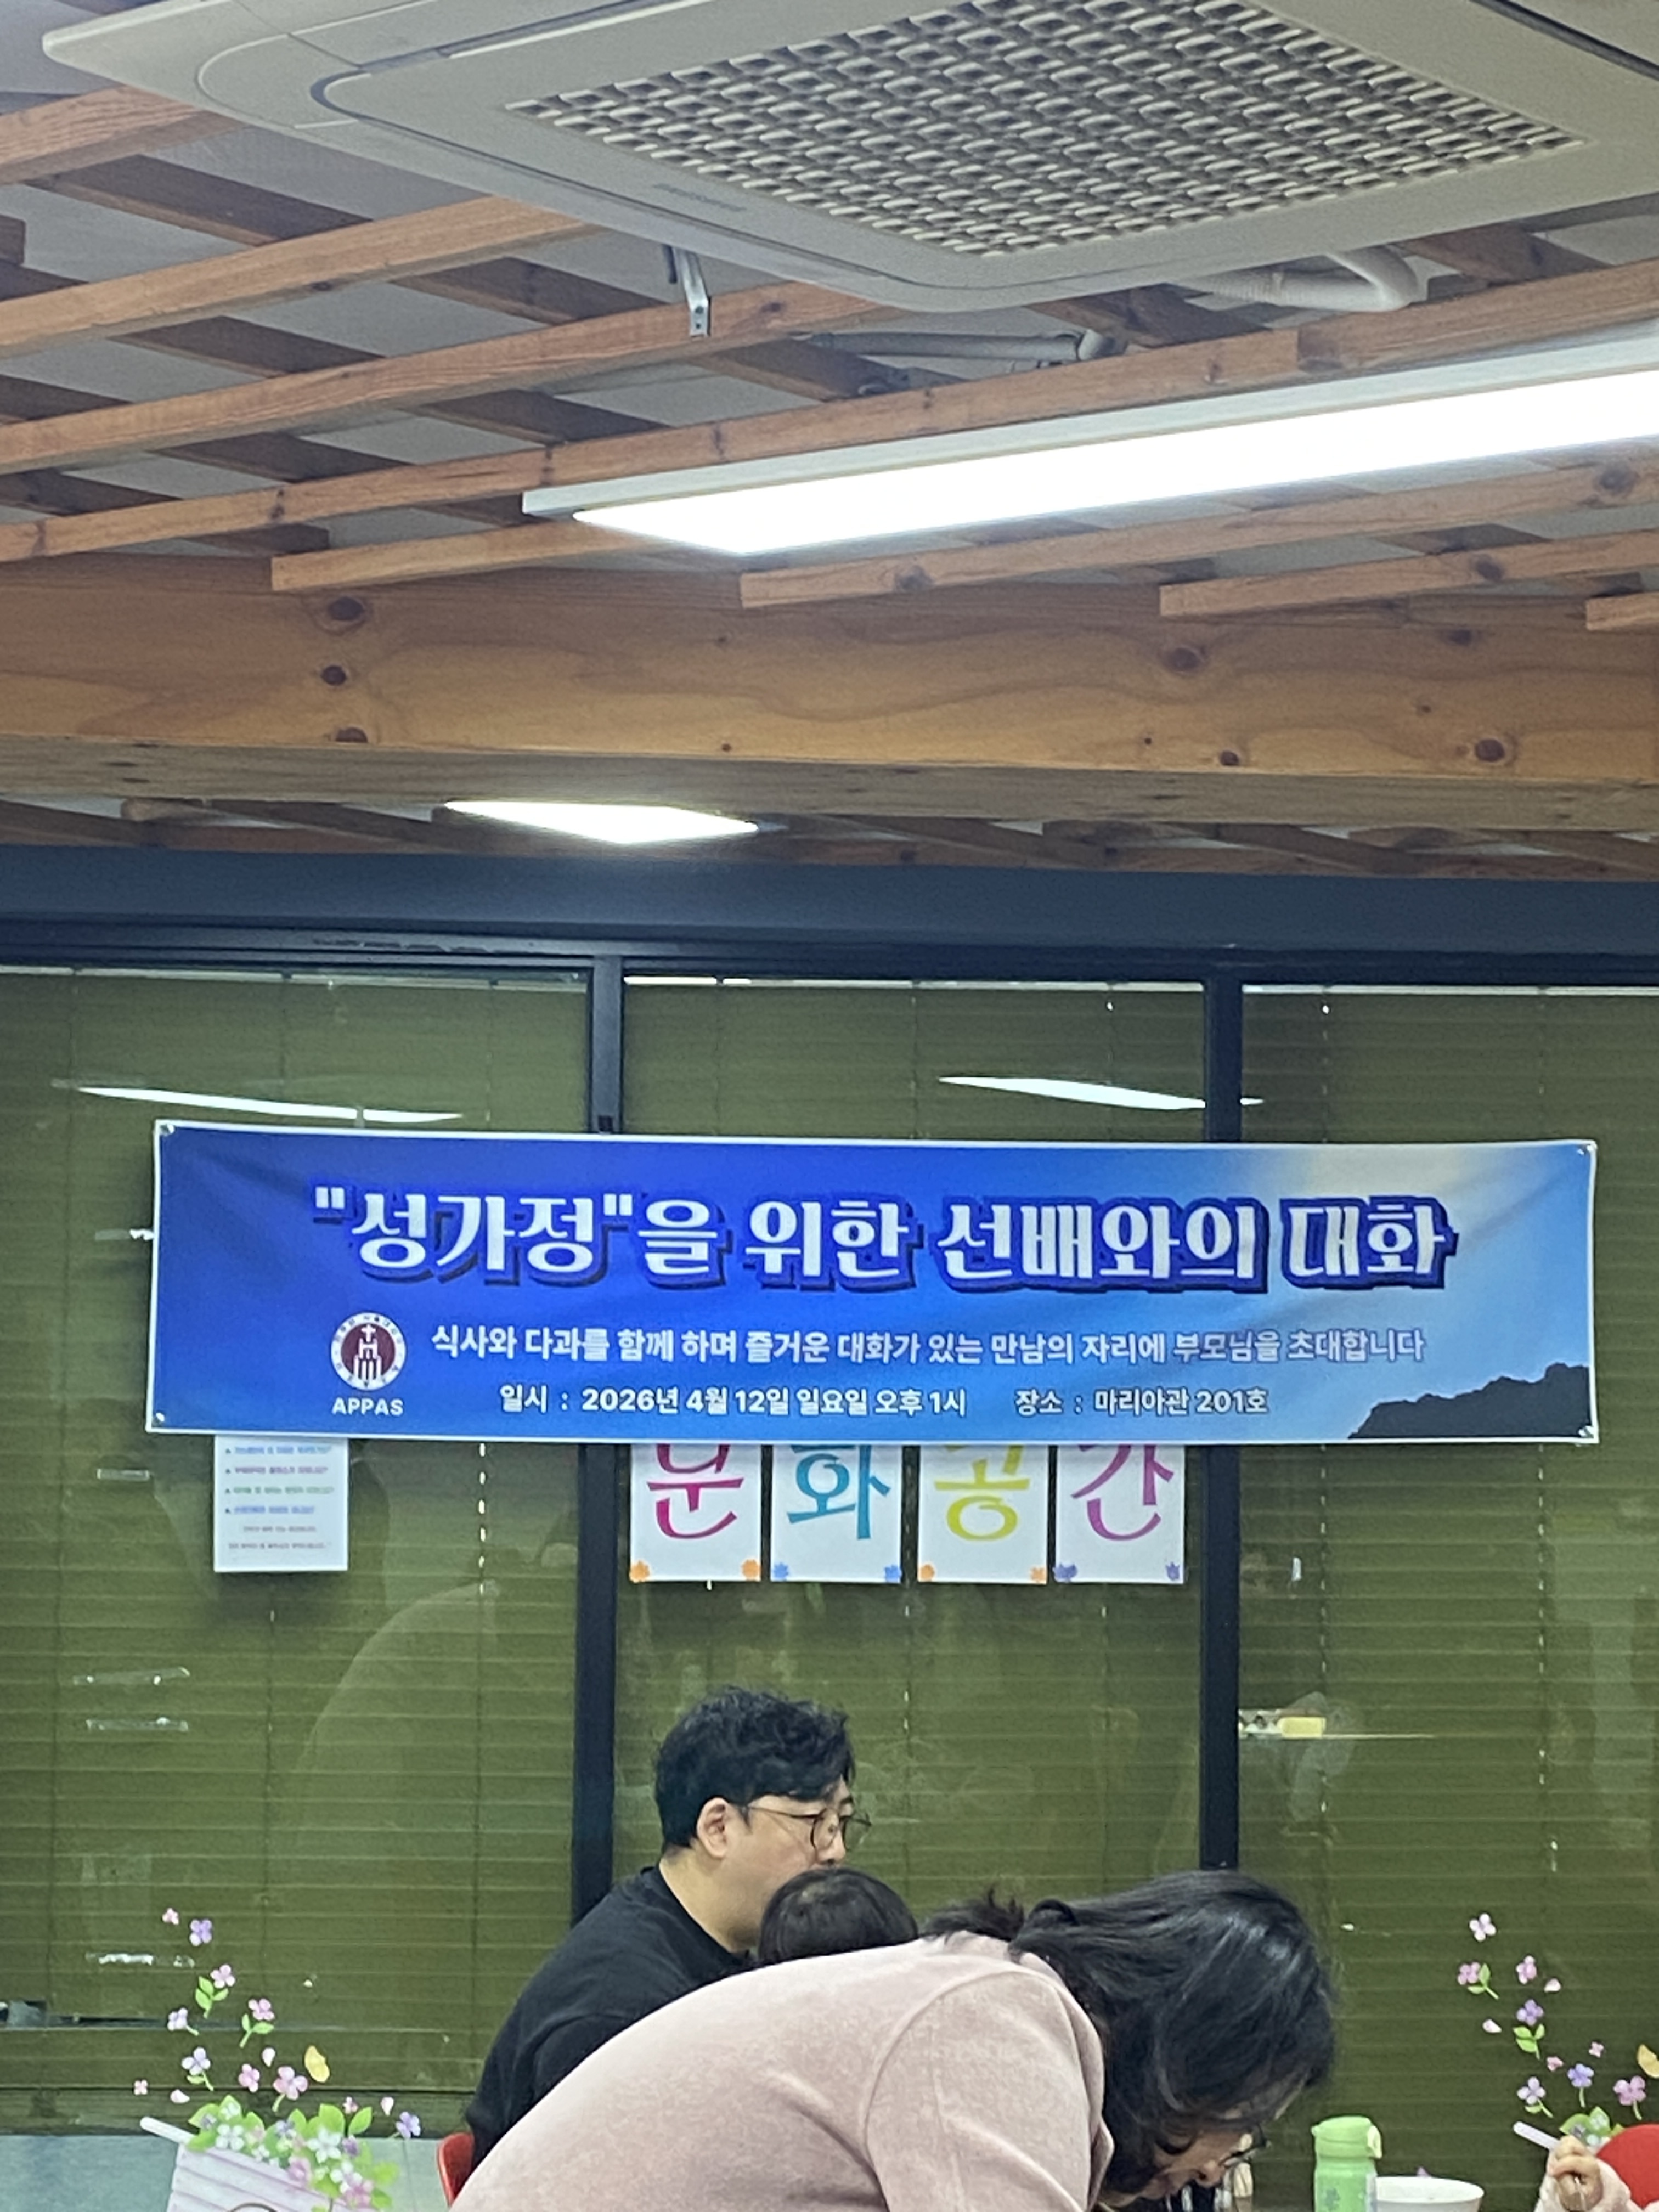 "성가정"을 위한 선배와의 대화
식사와 다과를 함께 하며 즐거운 대화가 있는 만남의 자리에 부모님을 초대합니다
APPAS
일시 : 2026년 4월 12일 일요일 오후 1시 장소 : 마리아관 201호
문화공간